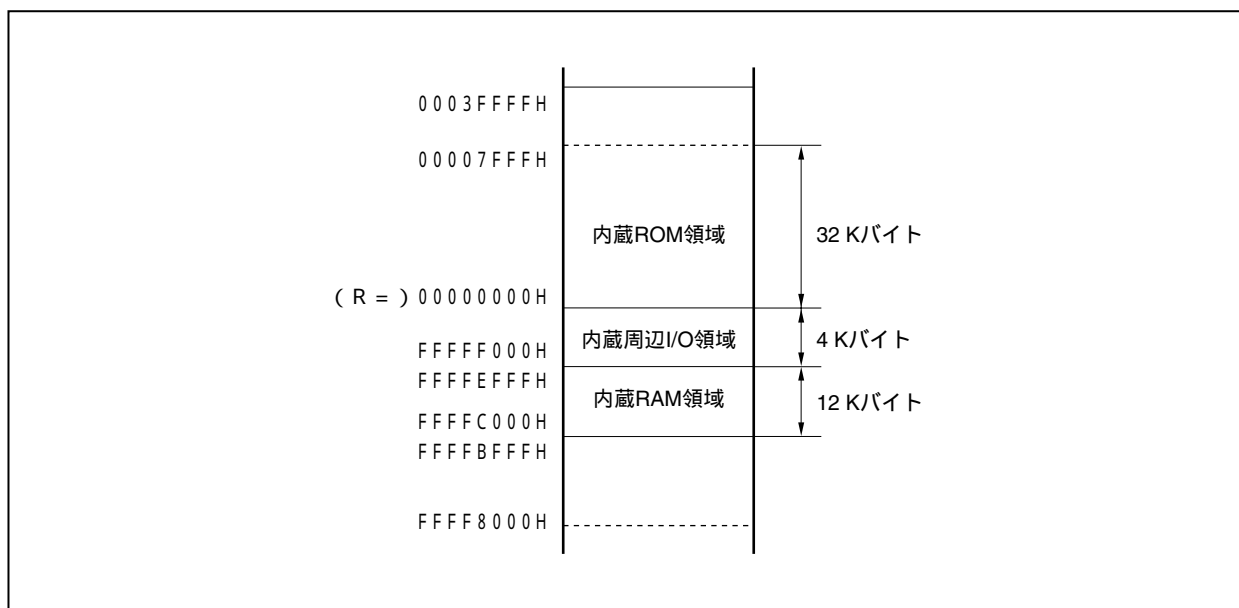 0003FFFFH
00007FFFH
内蔵ROM領域
32 Kバイト
(R=)00000000H
内蔵周辺I/O領域
4 Kバイト
FFFFF000H
FFFFEFFFH
内蔵RAM領域
12 Kバイト
FFFFC000H
FFFFBFFFH
FFFF8000H